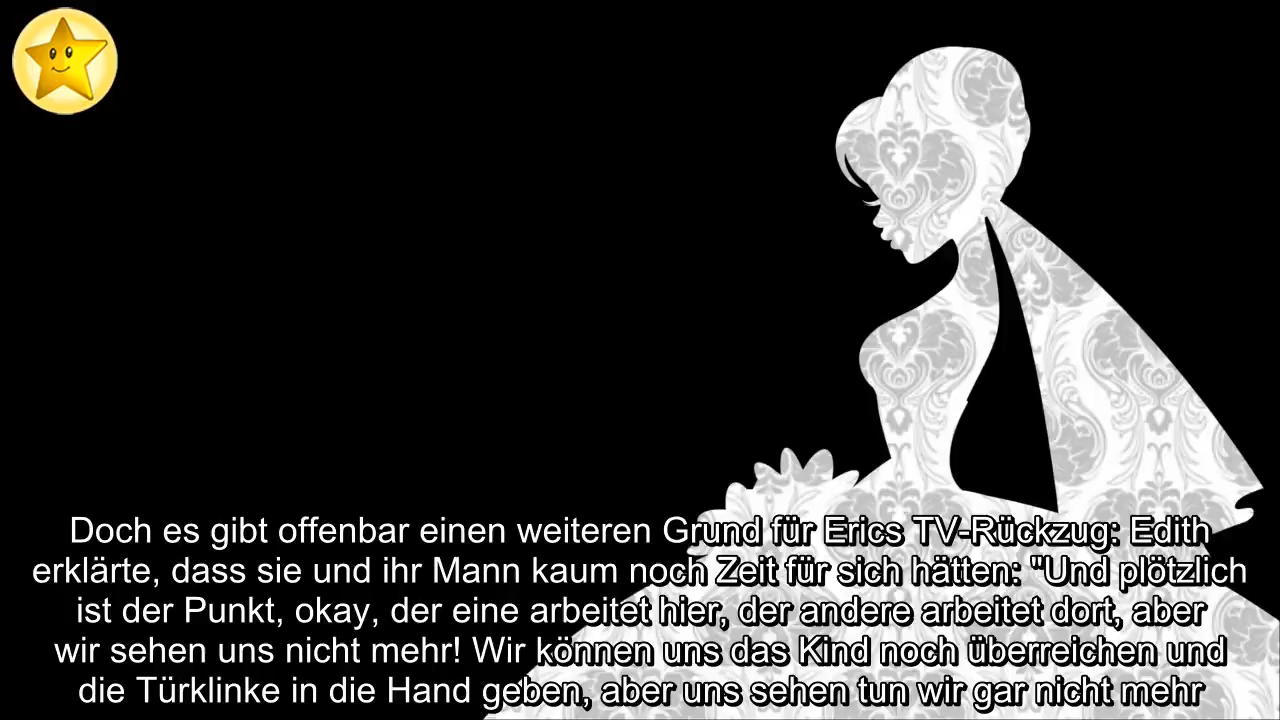 Doch es gibt offenbar einen weiteren Grund für Erics TV-Rückzug: Edith
erklärte, dass sie und ihr Mann kaum noch Zeit für sich hätten: "Und plötzlich
ist der Punkt, okay, der eine arbeitet hier, der andere arbeitet dort, aber
wir sehen uns nicht mehr! Wir können uns das Kind noch überreichen und
die Türklinke in die Hand geben, aber uns sehen tun wir gar nicht mehr